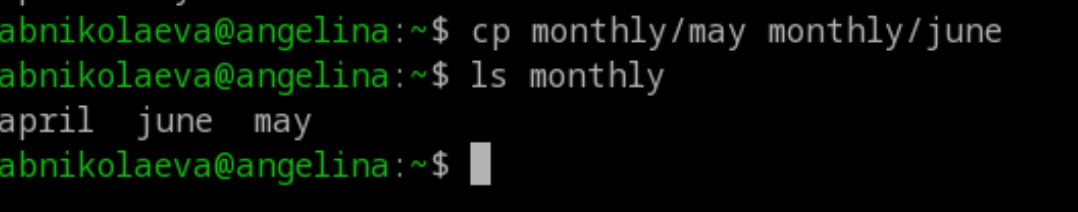 abnikolaeva@angelina:~$ cp monthly/may monthly/june
abnikolaeva@angelina:~$ ls monthly
april  june  may
abnikolaeva@angelina:~$